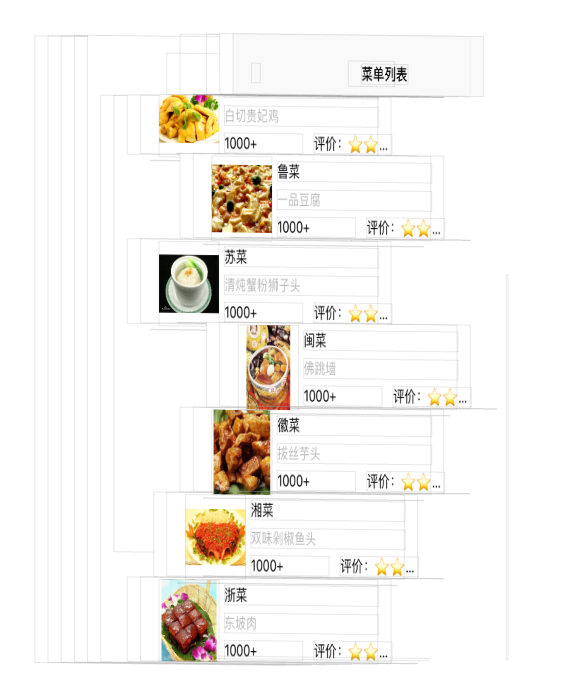 菜单列表
白切贵妃鸡
1000+ 评价：⭐⭐...
鲁菜
一品豆腐
1000+ 评价：⭐⭐...
苏菜
清炖蟹粉狮子头
1000+ 评价：⭐⭐...
闽菜
佛跳墙
1000+ 评价：⭐⭐...
徽菜
拔丝芋头
1000+ 评价：⭐⭐...
湘菜
双味剁椒鱼头
1000+ 评价：⭐⭐...
浙菜
东坡肉
1000+ 评价：⭐⭐...